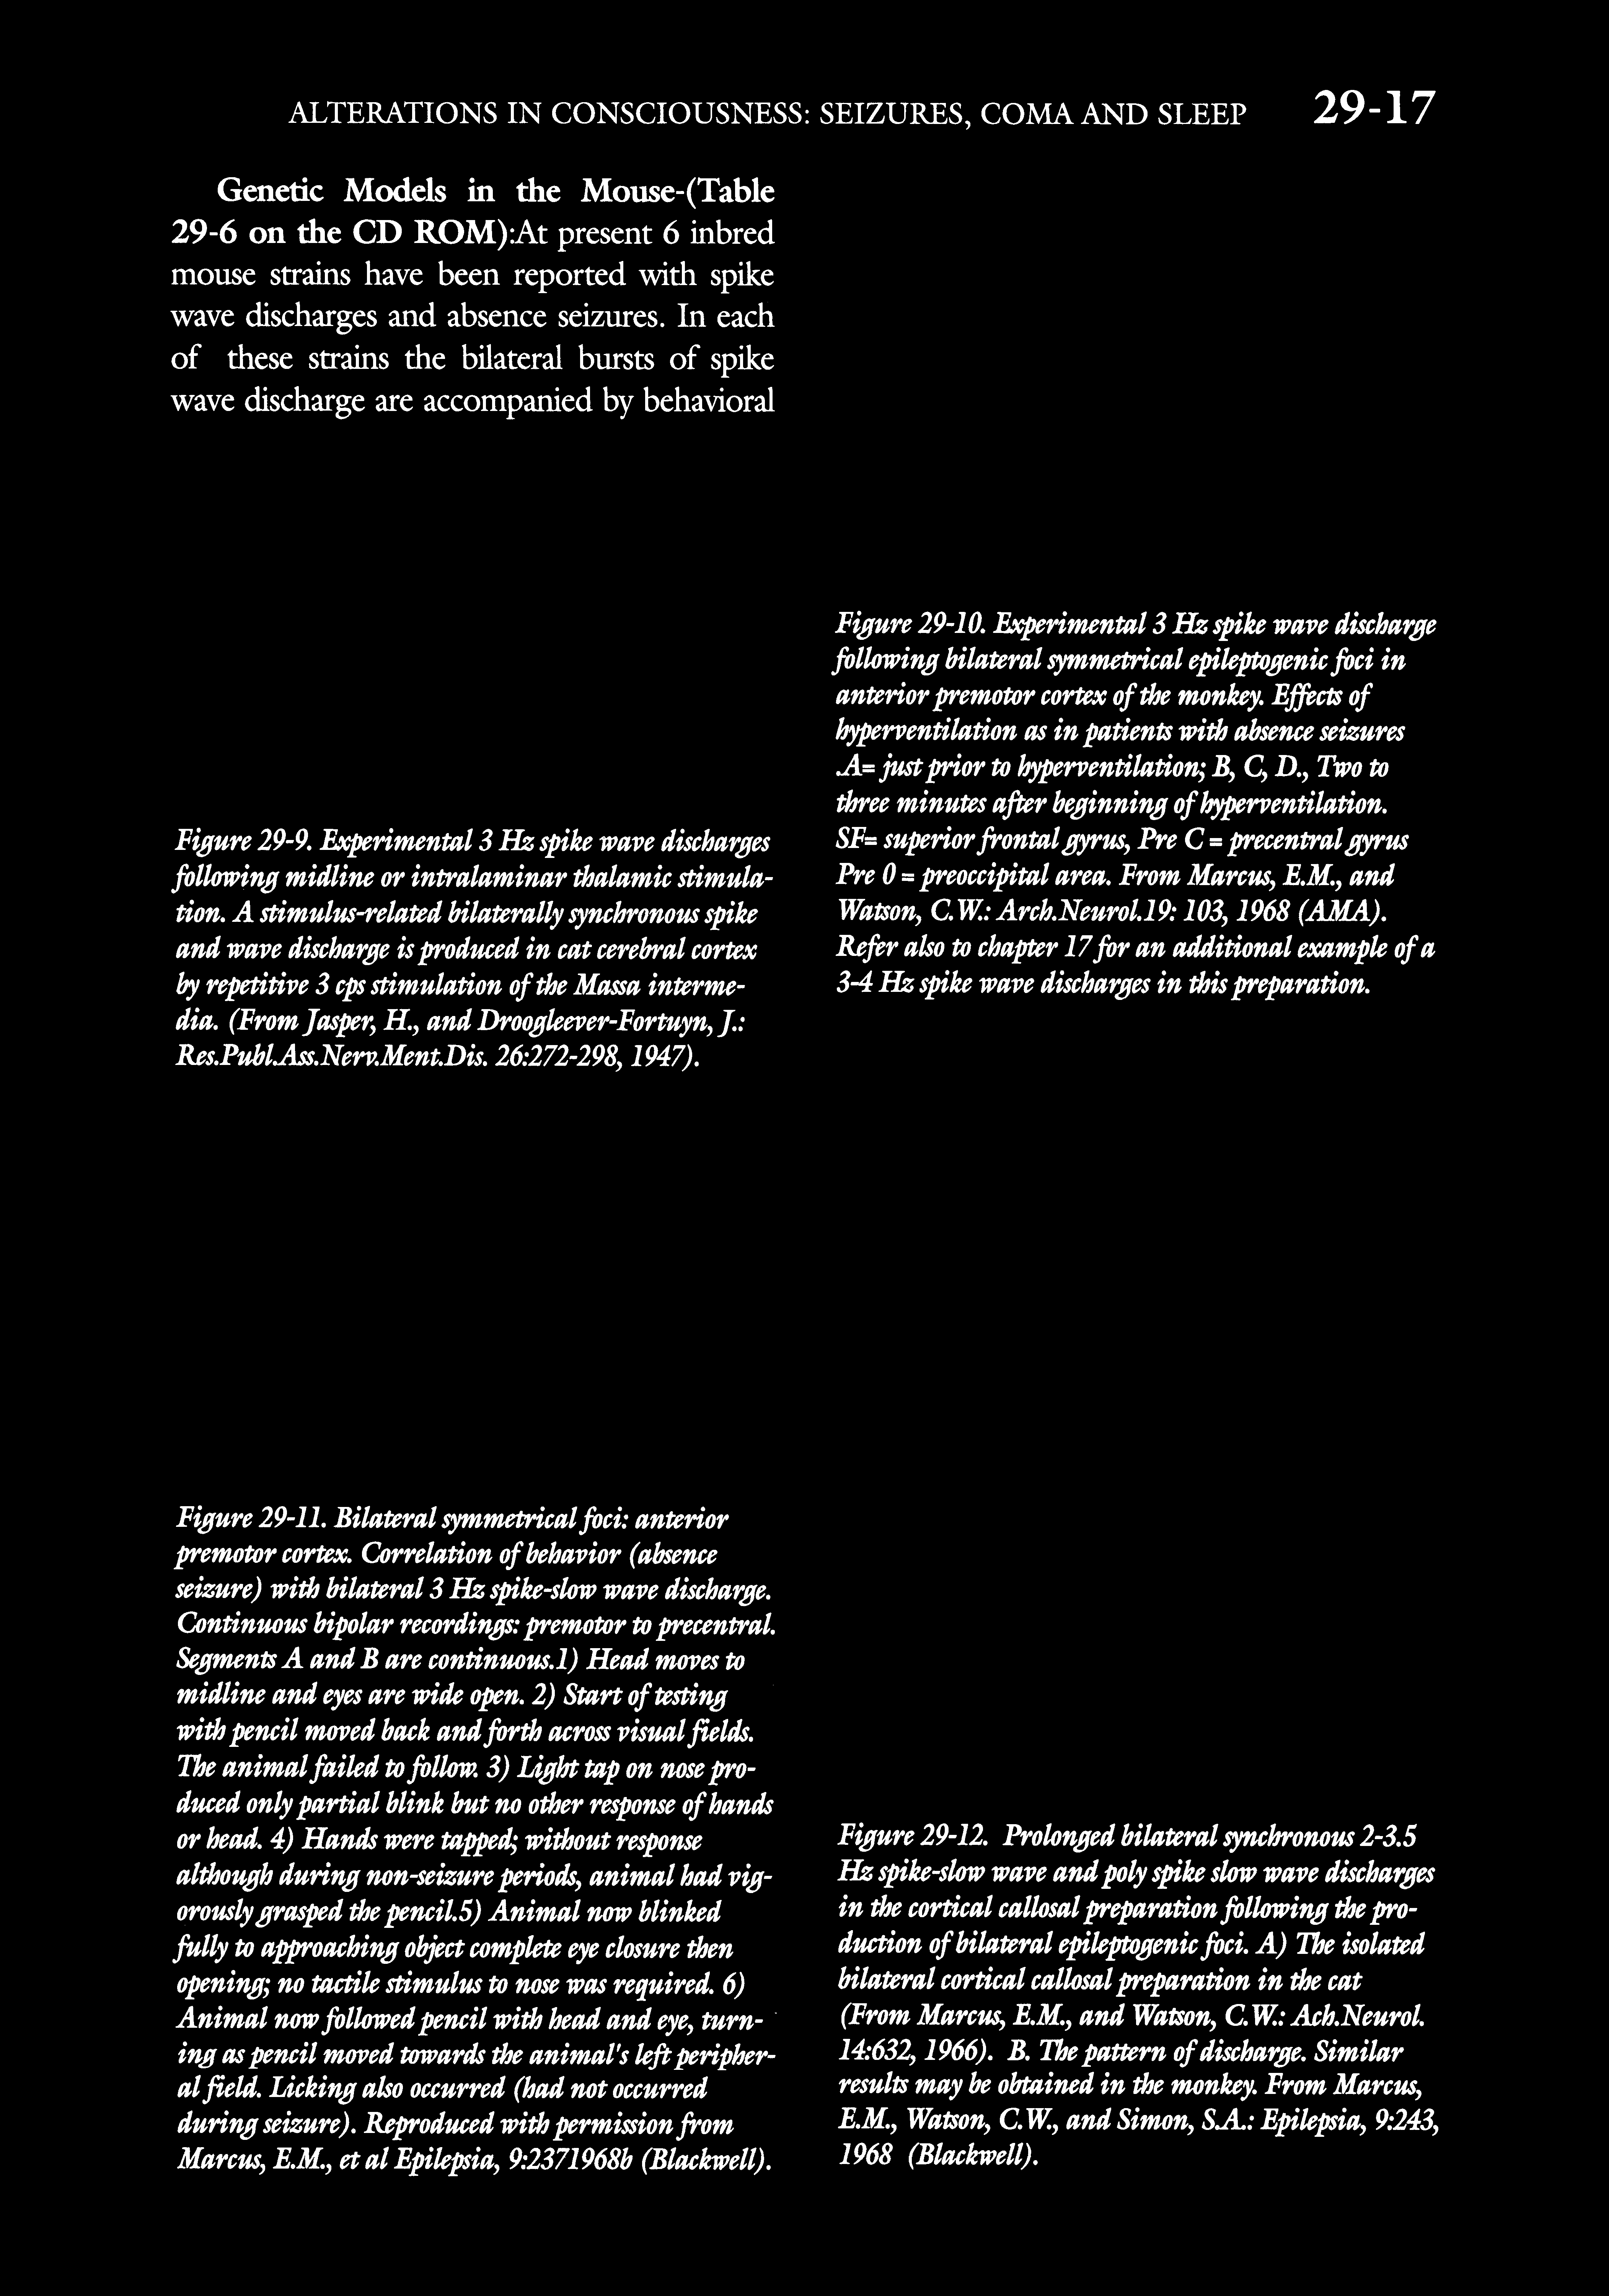 ALTERATIONS IN CONSCIOUSNESS: SEIZURES, COMA AND SLEEP 29-17
Genetic Models in the Mouse-(Table
29-6 on the CD ROM):At present 6 inbred
mouse strains have been reported with spike
wave discharges and absence seizures. In each
of these strains the bilateral bursts of spike
wave discharge are accompanied by behavioral
Figure 29-9. Experimental 3 Hz spike wave discharges
following midline or intralaminar thalamic stimula-
tion. A stimulus-related bilaterally synchronous spike
and wave discharge is produced in cat cerebral cortex
by repetitive 3 cps stimulation of the Massa interme-
dia. (From Jasper, H., and Droogleever-Fortuyn, J.:
Res.Publ.Ass.Nerv.Ment.Dis. 26:272-298, 1947).
Figure 29-11. Bilateral symmetrical foci: anterior
premotor cortex. Correlation of behavior (absence
seizure) with bilateral 3 Hz spike-slow wave discharge.
Continuous bipolar recordings: premotor to precentral.
Segments A and B are continuous.1) Head moves to
midline and eyes are wide open. 2) Start of testing
with pencil moved back and forth across visual fields.
The animal failed to follow. 3) Light tap on nose pro-
duced only partial blink but no other response of hands
or head. 4) Hands were tapped; without response
although during non-seizure periods, animal had vig-
orously grasped the pencil.5) Animal now blinked
fully to approaching object complete eye closure then
opening; no tactile stimulus to nose was required. 6)
Animal now followed pencil with head and eye, turn-
ing as pencil moved towards the animal's left peripher-
al field. Licking also occurred (had not occurred
during seizure). Reproduced with permission from
Marcus, E.M., et al Epilepsia, 9:2371968b (Blackwell).
Figure 29-10. Experimental 3 Hz spike wave discharge
following bilateral symmetrical epileptogenic foci in
anterior premotor cortex of the monkey. Effects of
hyperventilation as in patients with absence seizures
.A= just prior to hyperventilation; B, C, D., Two to
three minutes after beginning of hyperventilation.
SF= superior frontal gyrus, Pre C = precentral gyrus
Pre O = preoccipital area. From Marcus, E.M., and
Watson, C.W.: Arch.Neurol.19: 103, 1968 (AMA).
Refer also to chapter 17 for an additional example of a
3-4 Hz spike wave discharges in this preparation.
Figure 29-12. Prolonged bilateral synchronous 2-3.5
Hz spike-slow wave and poly spike slow wave discharges
in the cortical callosal preparation following the pro-
duction of bilateral epileptogenic foci. A) The isolated
bilateral cortical callosal preparation in the cat
(From Marcus, E.M., and Watson, C.W.: Ach.Neurol.
14:632, 1966). B. The pattern of discharge. Similar
results may be obtained in the monkey. From Marcus,
E.M., Watson, C.W., and Simon, S.A.: Epilepsia, 9:243,
1968 (Blackwell).